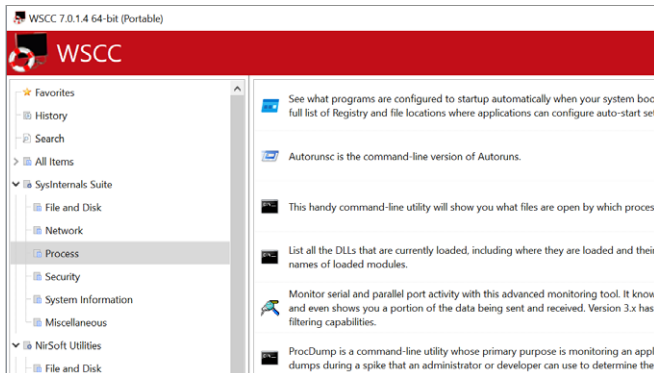 WSCC 7.0.1.4 64-bit (Portable)
WSCC
Favorites
History
Search
All Items
SysInternals Suite
File and Disk
Network
Process
Security
System Information
Miscellaneous
NirSoft Utilities
File and Disk
See what programs are configured to startup automatically when your system boo
full list of Registry and file locations where applications can configure auto-start se
Autorunsc is the command-line version of Autoruns.
This handy command-line utility will show you what files are open by which proces
List all the DLLs that are currently loaded, including where they are loaded and their
names of loaded modules.
Monitor serial and parallel port activity with this advanced monitoring tool. It know
and even shows you a portion of the data being sent and received. Version 3.x has
filtering capabilities.
ProcDump is a command-line utility whose primary purpose is monitoring an appl
dumps during a spike that an administrator or developer can use to determine the